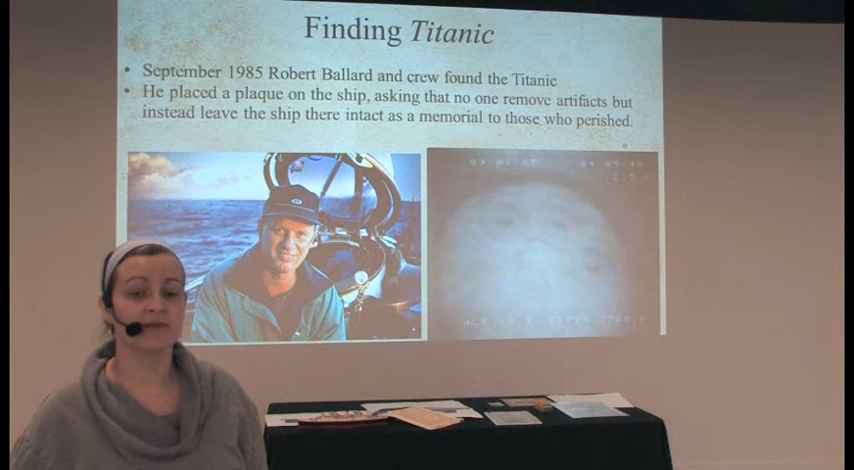 Finding Titanic
• September 1985 Robert Ballard and crew found the Titanic
• He placed a plaque on the ship, asking that no one remove artifacts but
instead leave the ship there intact as a memorial to those who perished.